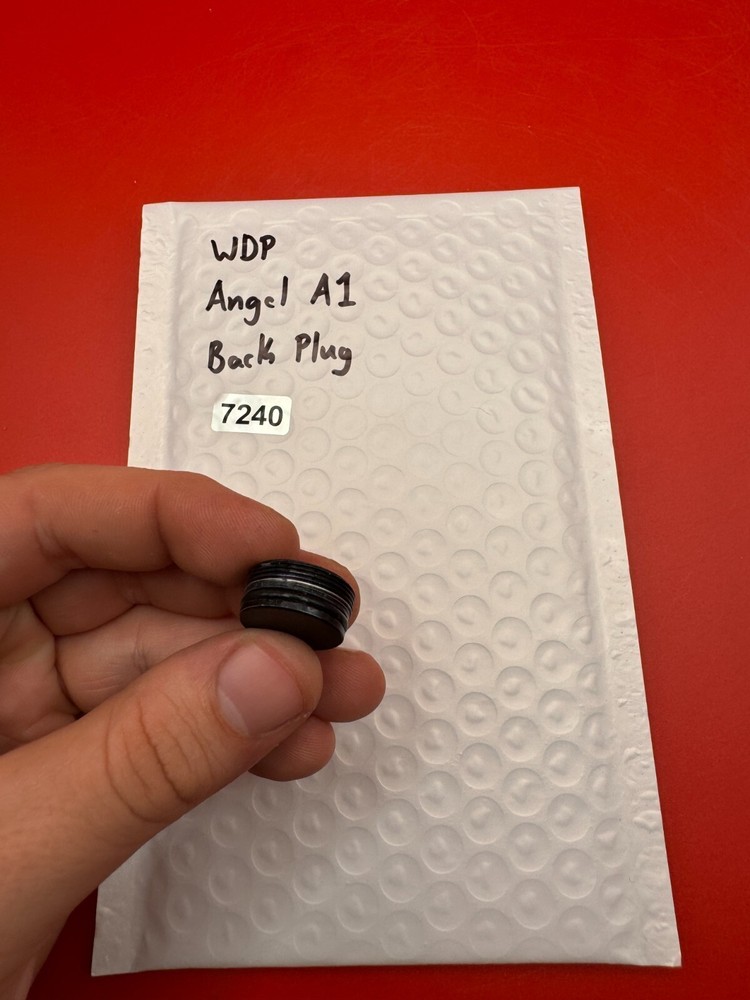 WDP
Angel A1
Back Plug
7240